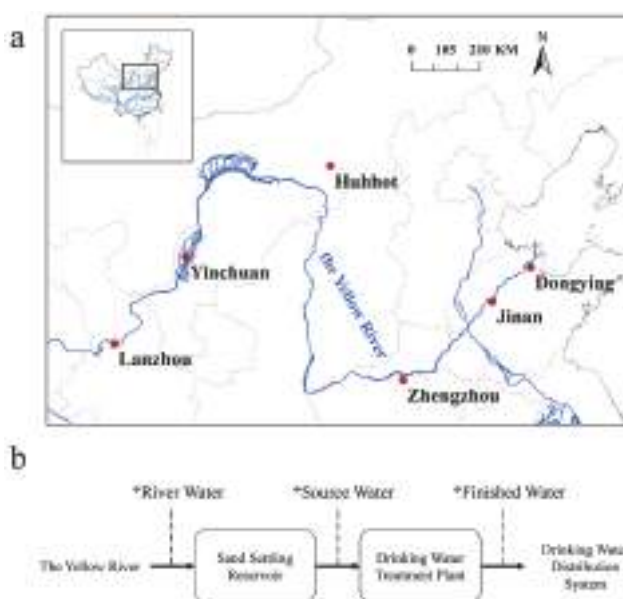 a
N
0 105 210 KM
Huhhot
Yinchuan
the Yellow River
Dongying
Jinan
Lanzhou
Zhengzhou
b
*River Water
*Source Water
*Finished Water
The Yellow River
Sand Settling
Reservoir
Drinking Water
Treatment Plant
Drinking Water
Distribution
System